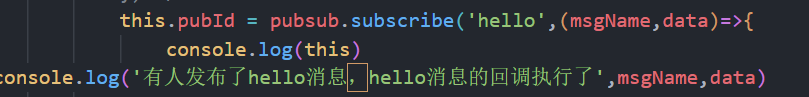 this.pubId = pubsub.subscribe('hello',(msgName,data)=>{
console.log(this)
console.log('有人发布了hello消息，hello消息的回调执行了',msgName,data)